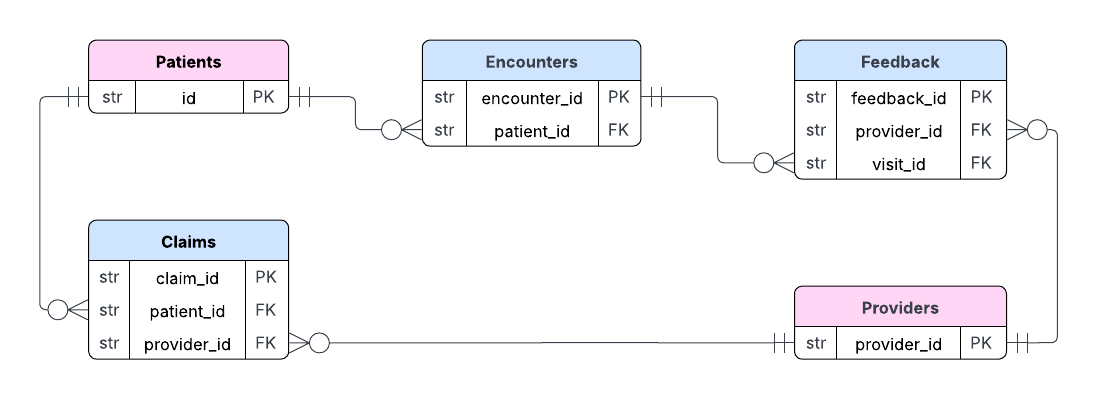 Patients
str id PK
Encounters
str encounter_id PK
str patient_id FK
Feedback
str feedback_id PK
str provider_id FK
str visit_id FK
Claims
str claim_id PK
str patient_id FK
str provider_id FK
Providers
str provider_id PK